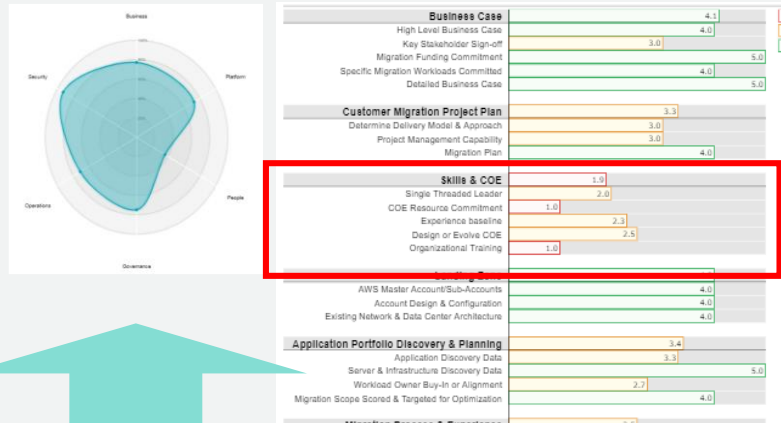 Business
Security
Platform
Operations
People
Governance
Business Case 4.1
High Level Business Case 4.0
Key Stakeholder Sign-off 3.0
Migration Funding Commitment 5.0
Specific Migration Workloads Committed 4.0
Detailed Business Case 5.0
Customer Migration Project Plan 3.3
Determine Delivery Model & Approach 3.0
Project Management Capability 3.0
Migration Plan 4.0
Skills & COE 1.9
Single Threaded Leader 2.0
COE Resource Commitment 1.0
Experience baseline 2.3
Design or Evolve COE 2.5
Organizational Training 1.0
AWS Master Account/Sub-Accounts 4.0
Account Design & Configuration 4.0
Existing Network & Data Center Architecture 4.0
Application Portfolio Discovery & Planning 3.4
Application Discovery Data 3.3
Server & Infrastructure Discovery Data 5.0
Workload Owner Buy-In or Alignment 2.7
Migration Scope Scored & Targeted for Optimization 4.0